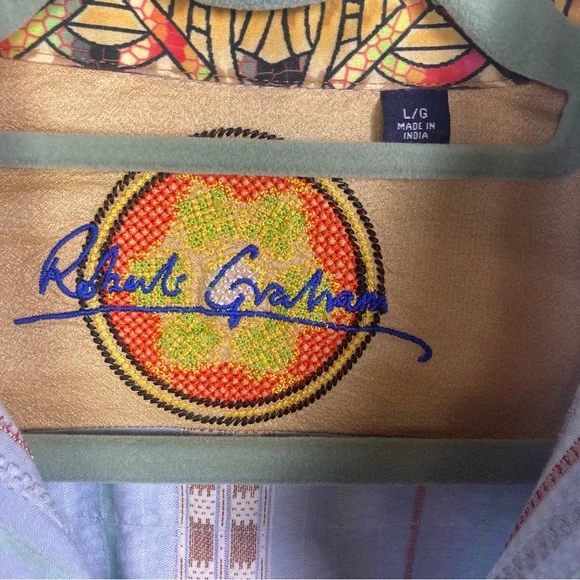 L/G
MADE IN
INDIA
Robert Graham